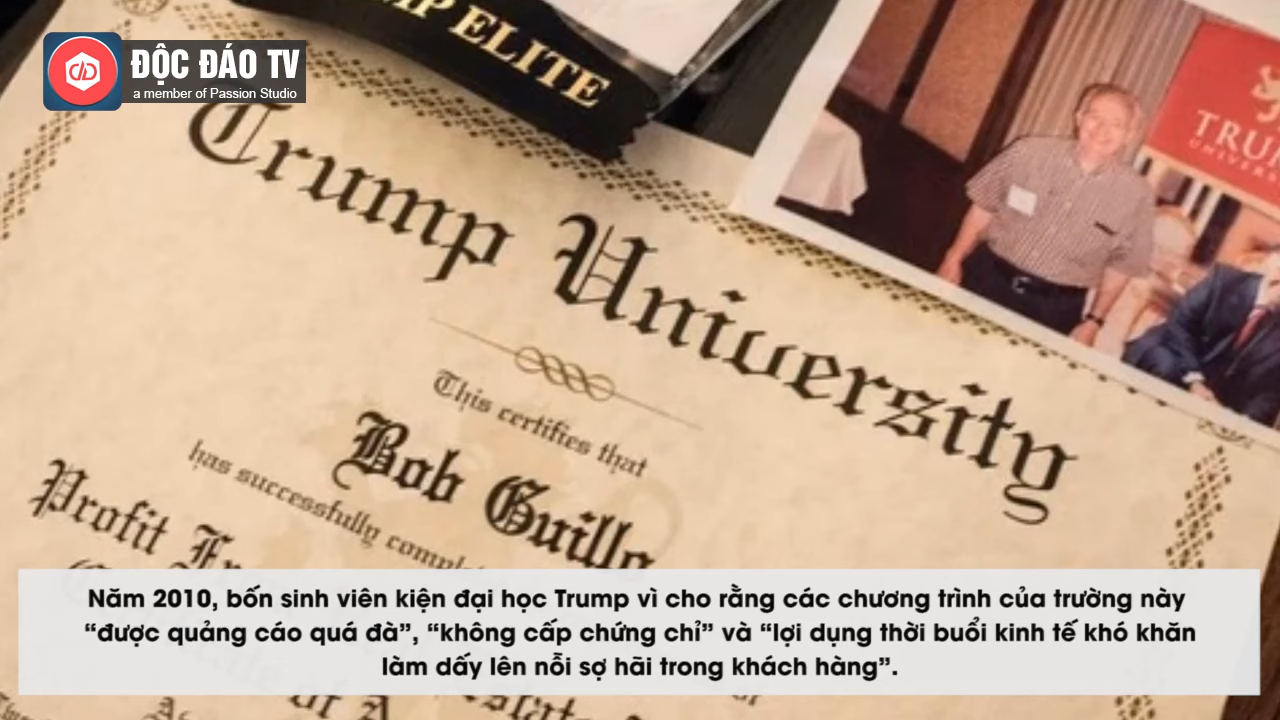 ĐỘC ĐÁO TV
a member of Passion Studio
ELITE
Trump University
This certifies that
Bob Guillo
has successfully
Profit
Năm 2010, bốn sinh viên kiện đại học Trump vì cho rằng các chương trình của trường này
“được quảng cáo quá đà”, “không cấp chứng chỉ” và “lợi dụng thời buổi kinh tế khó khăn
làm dấy lên nỗi sợ hãi trong khách hàng”.